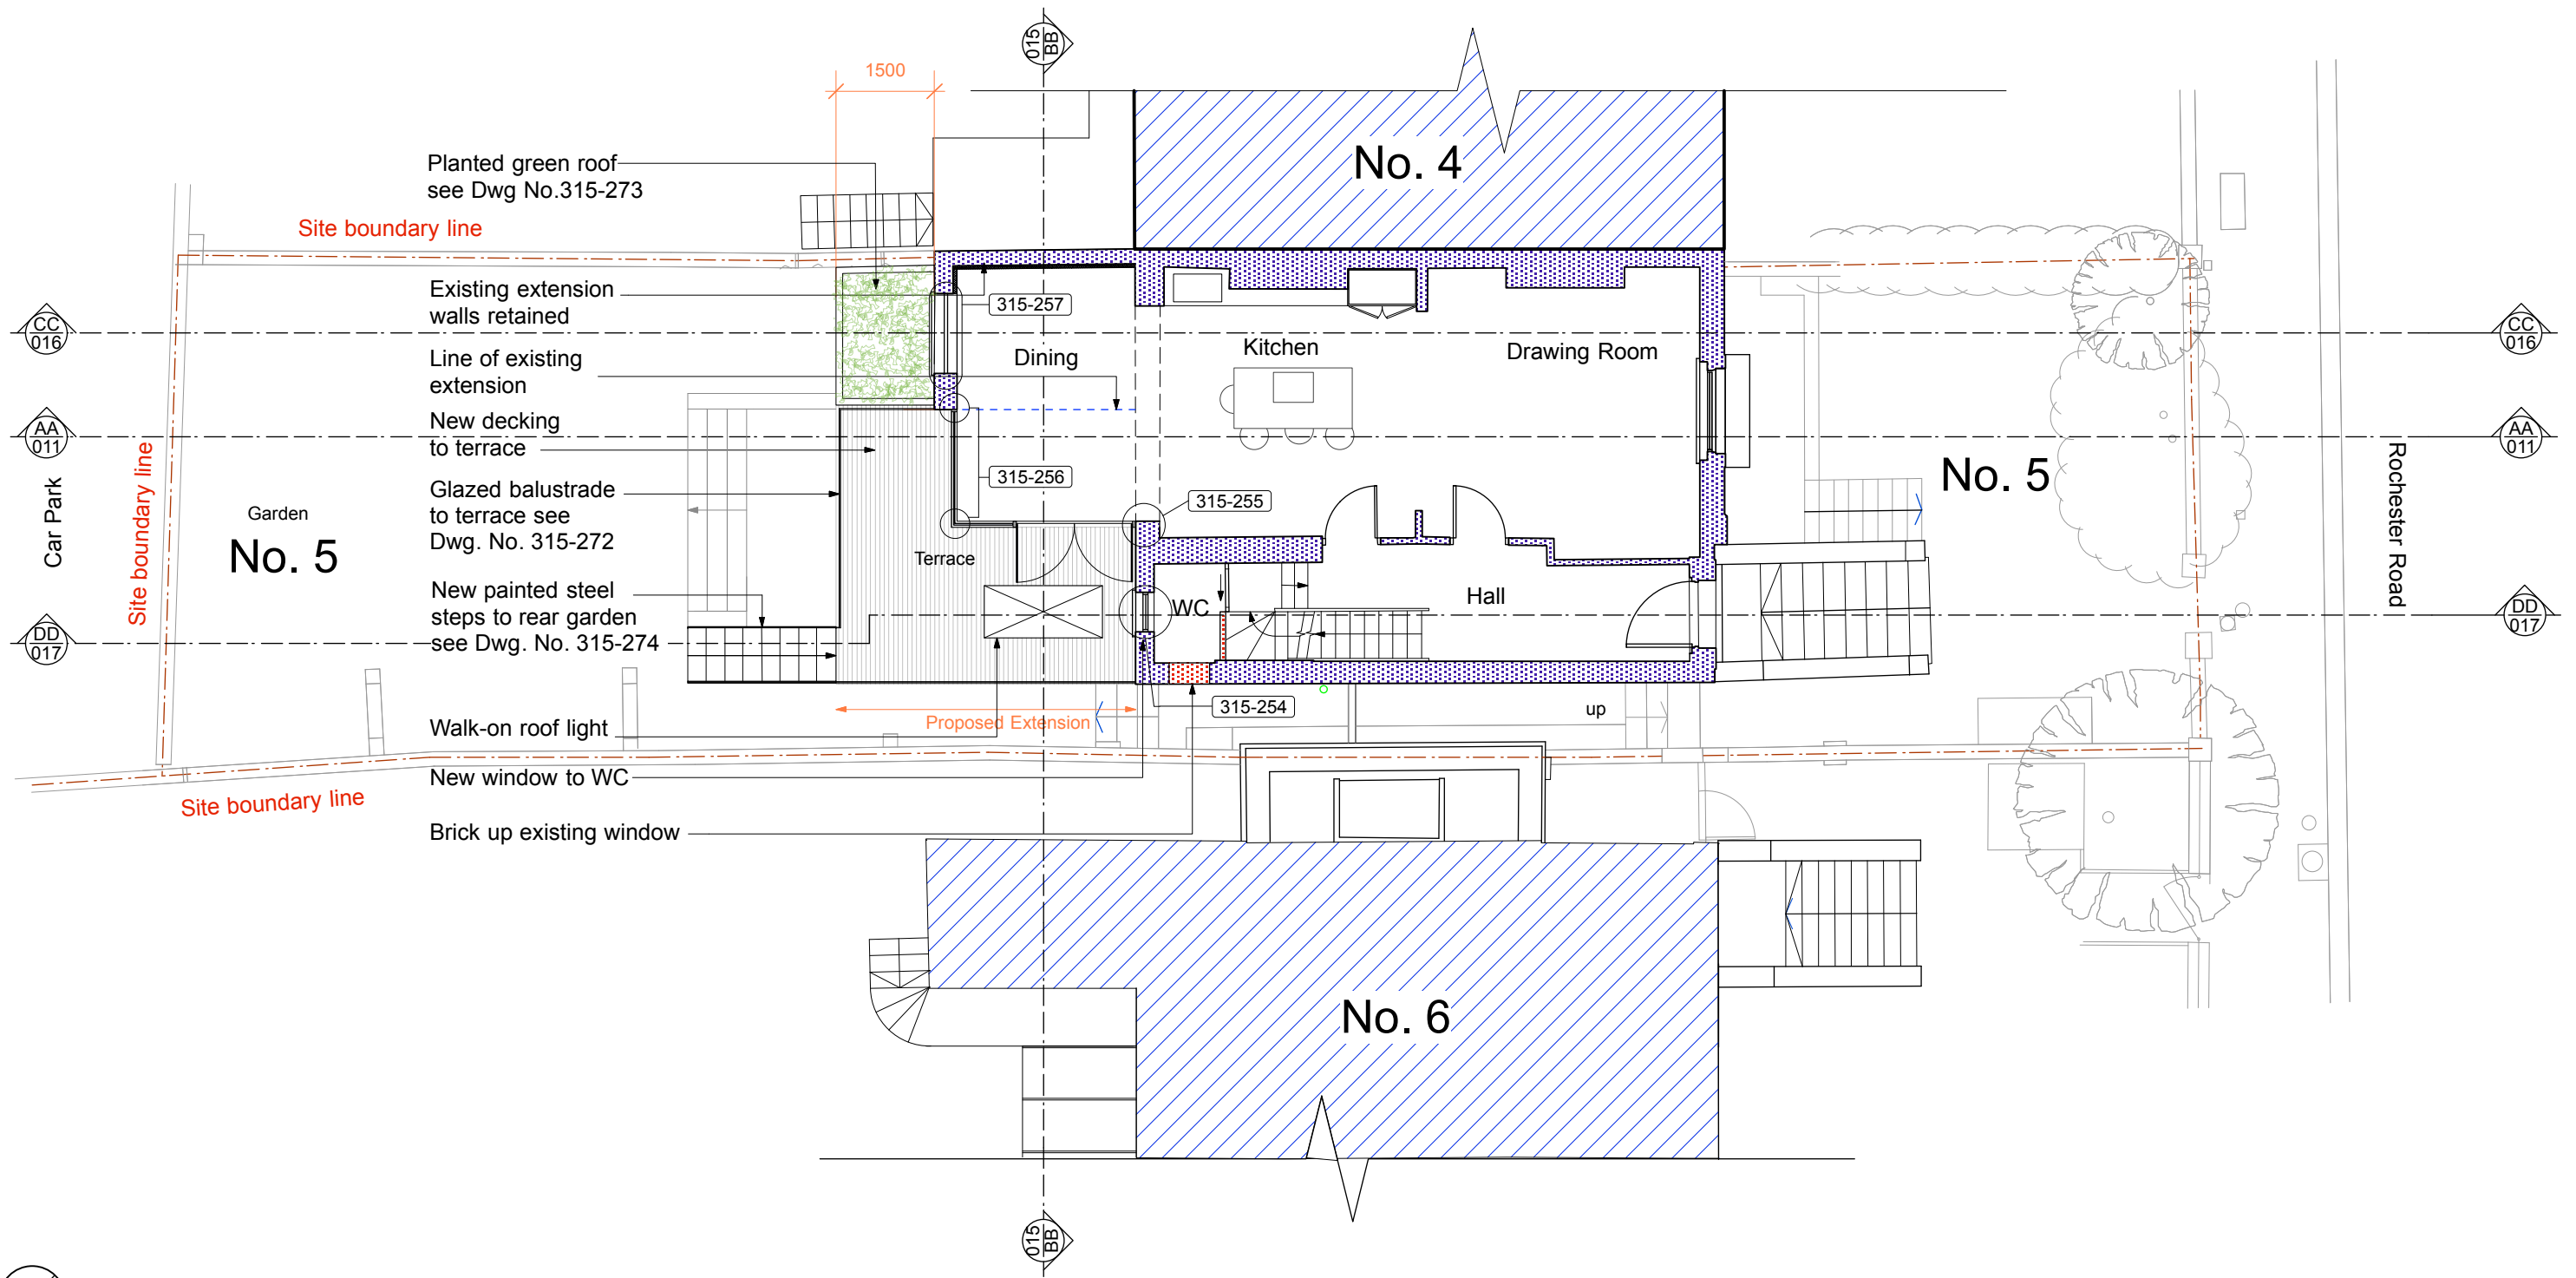 015
BB
1500
Planted green roof
see Dwg No.315-273
No. 4
Site boundary line
Existing extension
walls retained
315-257
CC
016
CC
016
Line of existing
extension
Dining
Kitchen
Drawing Room
New decking
to terrace
AA
011
AA
011
Site boundary line
Car Park
Garden
No. 5
Glazed balustrade
to terrace see
Dwg. No. 315-272
315-256
315-255
No. 5
Rochester Road
Terrace
New painted steel
steps to rear garden
see Dwg. No. 315-274
WC
Hall
DD
017
DD
017
315-254
up
Proposed Extension
Walk-on roof light
New window to WC
Site boundary line
Brick up existing window
No. 6
015
BB